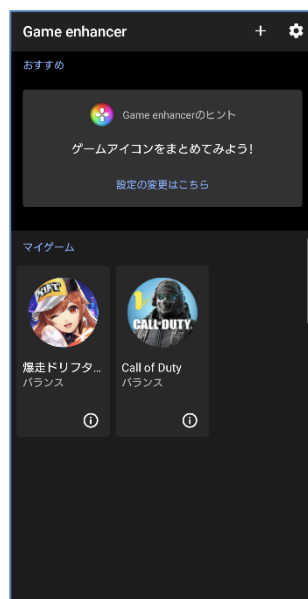 Game enhancer
おすすめ
Game enhancerのヒント
ゲームアイコンをまとめてみよう!
設定の変更はこちら
マイゲーム
CALL OF DUTY
爆走ドリフタ... Call of Duty
バランス バランス